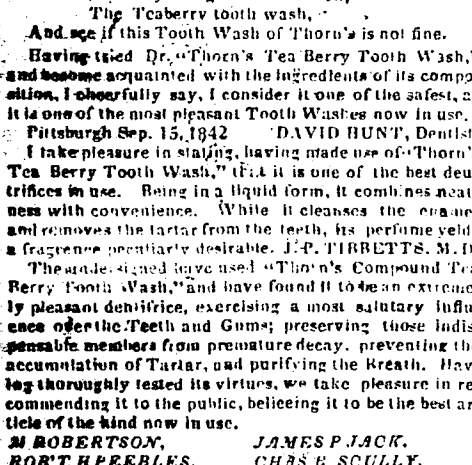 The Teaberry tooth wash,
And see if this Tooth Wash of Thorn's is not fine.
Having tried Dr. "Thorn's Tea Berry Tooth Wash,"
and become acquainted with the ingredients of its compo
sition, I cheerfully say, I consider it one of the safest, a
it is one of the most pleasant Tooth Washes now in use.
Pittsburgh Sep. 15, 1842 DAVID HUNT, Dentist
I take pleasure in stating, having made use of "Thorn'
Tea Berry Tooth Wash," that it is one of the best deu
trifices in use. Being in a liquid form, it combines neat
ness with convenience. While it cleanses the ename
and removes the tartar from the teeth, its perfume yeld
a fragrence peculiarly desirable. J. P. TIBBETTS. M. D
The undersigned have used "Thorn's Compound Te
Berry Tooth Wash," and have found it to be an extreme
ly pleasant dentifrice, exercising a most salutary influ
ence over the Teeth and Gums; preserving those indis
pensable members from premature decay, preventing th
accumulation of Tartar, and purifying the Breath. Hav
ing thoroughly tested its virtues, we take pleasure in re
commending it to the public, believing it to be the best ar
ticle of the kind now in use.
M ROBERTSON, JAMES P JACK.
ROB'T H PEEBLES. CHAS B SCULLY.